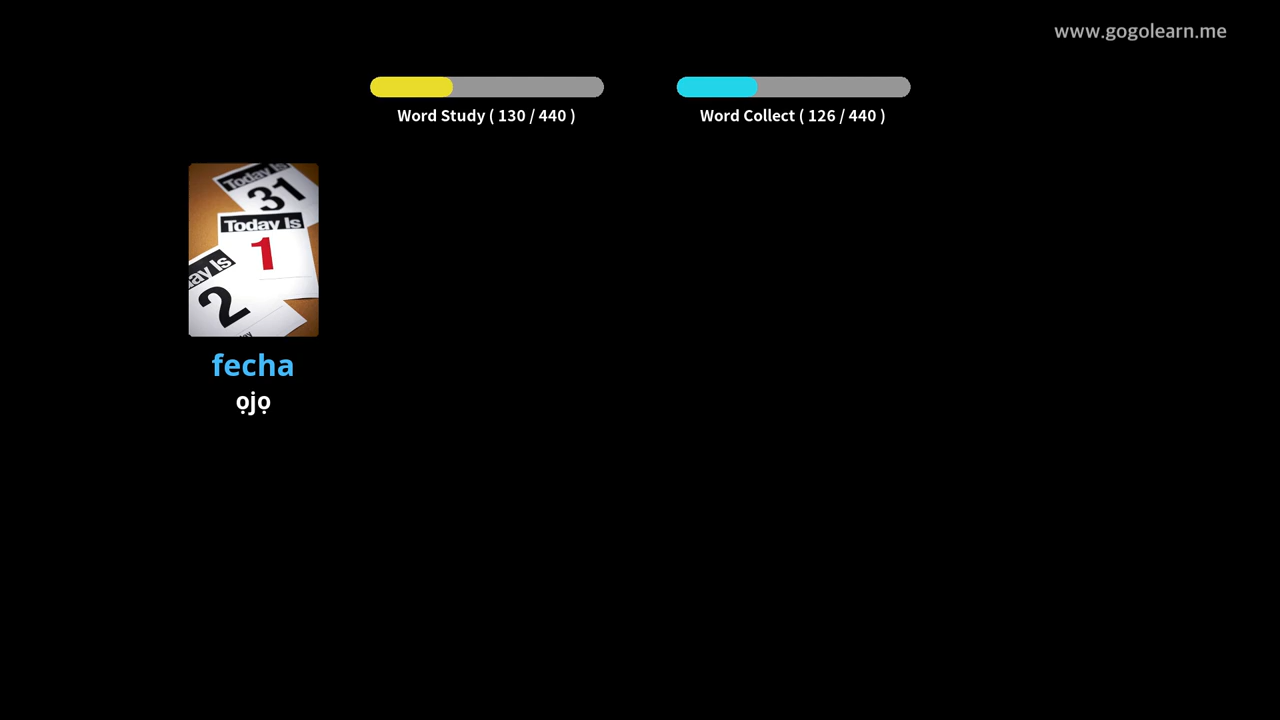 www.gogolearn.me
Word Study ( 130 / 440 )
Word Collect ( 126 / 440 )
Today Is
31
Today Is
1
ay Is
2
fecha
ọjọ